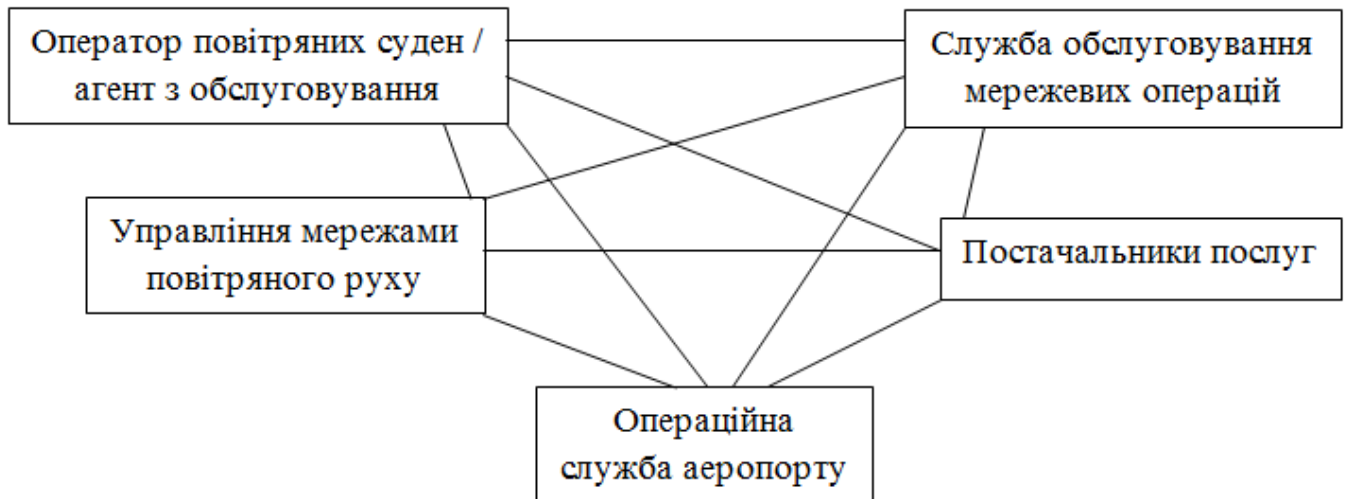 Оператор повітряних суден /
агент з обслуговування
Служба обслуговування
мережевих операцій
Управління мережами
повітряного руху
Постачальники послуг
Операційна
служба аеропорту